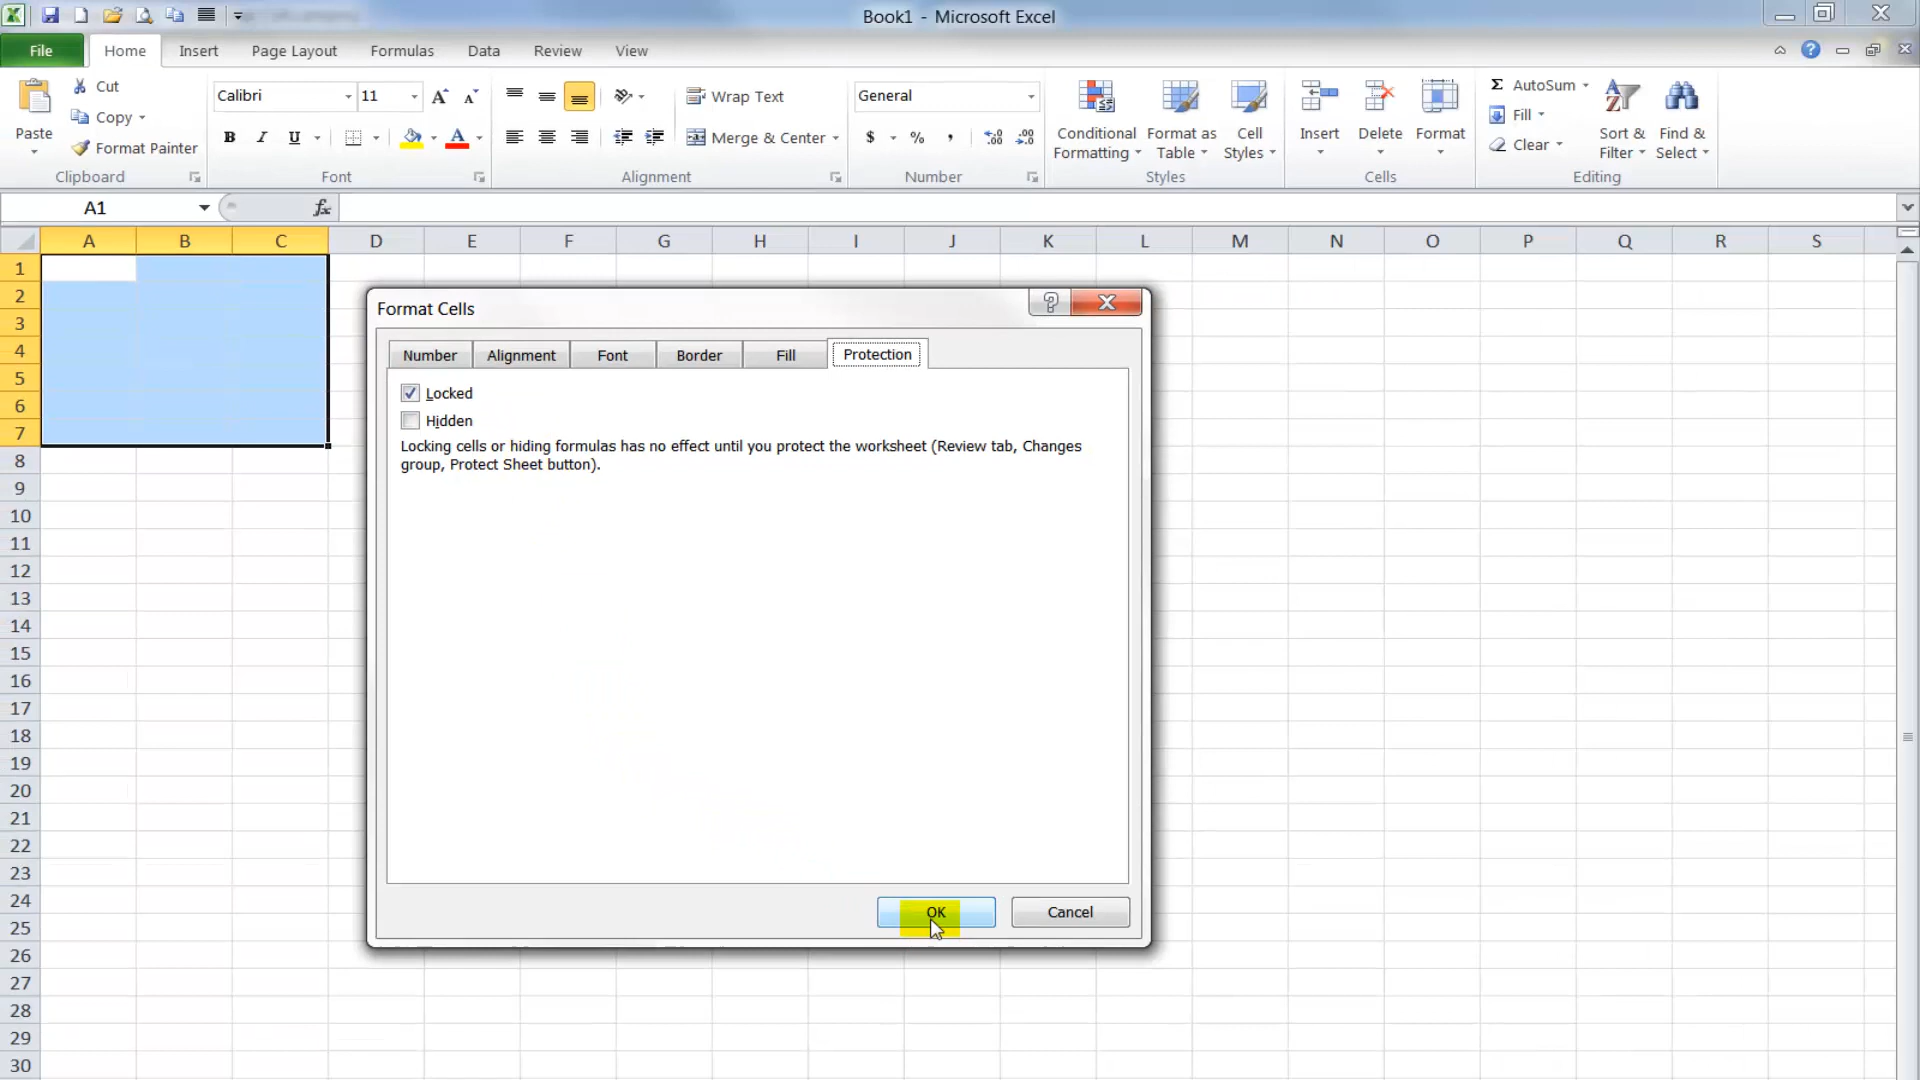 Book1 - Microsoft Excel
File Home Insert Page Layout Formulas Data Review View
Paste
Cut
Copy
Format Painter
Clipboard
Calibri 11
B I U
Font
Wrap Text
Merge & Center
Alignment
General
$ % ,
Number
Conditional Formatting
Format as Table
Cell Styles
Styles
Insert
Delete
Format
Cells
Σ AutoSum
Fill
Clear
Sort & Filter
Find & Select
Editing
A1 fx
A B C D E F G H I J K L M N O P Q R S
1
2
3
4
5
6
7
8
9
10
11
12
13
14
15
16
17
18
19
20
21
22
23
24
25
26
27
28
29
30
Format Cells
Number Alignment Font Border Fill Protection
Locked
Hidden
Locking cells or hiding formulas has no effect until you protect the worksheet (Review tab, Changes
group, Protect Sheet button).
OK Cancel